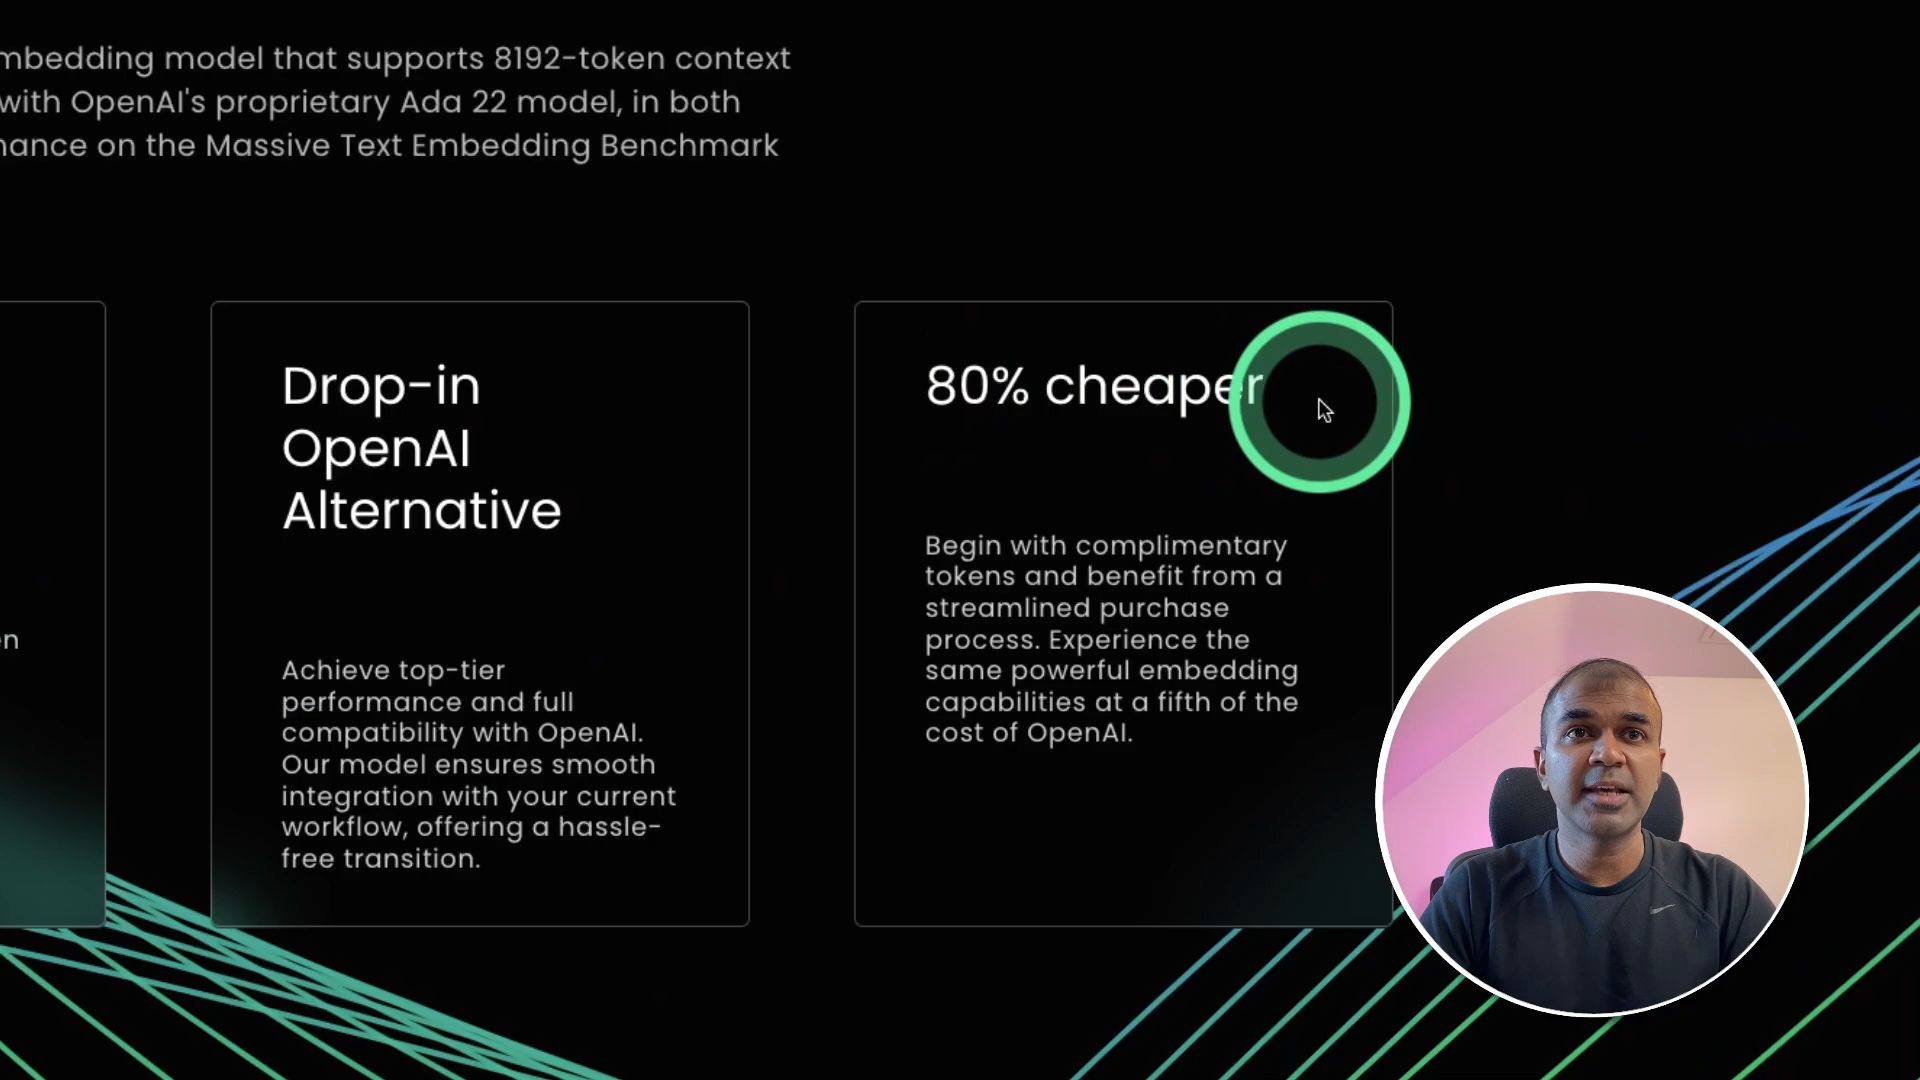 mbedding model that supports 8192-token context
with OpenAI's proprietary Ada 22 model, in both
nance on the Massive Text Embedding Benchmark
en
Drop-in
OpenAI
Alternative
Achieve top-tier
performance and full
compatibility with OpenAI.
Our model ensures smooth
integration with your current
workflow, offering a hassle-
free transition.
80% cheaper
Begin with complimentary
tokens and benefit from a
streamlined purchase
process. Experience the
same powerful embedding
capabilities at a fifth of the
cost of OpenAI.